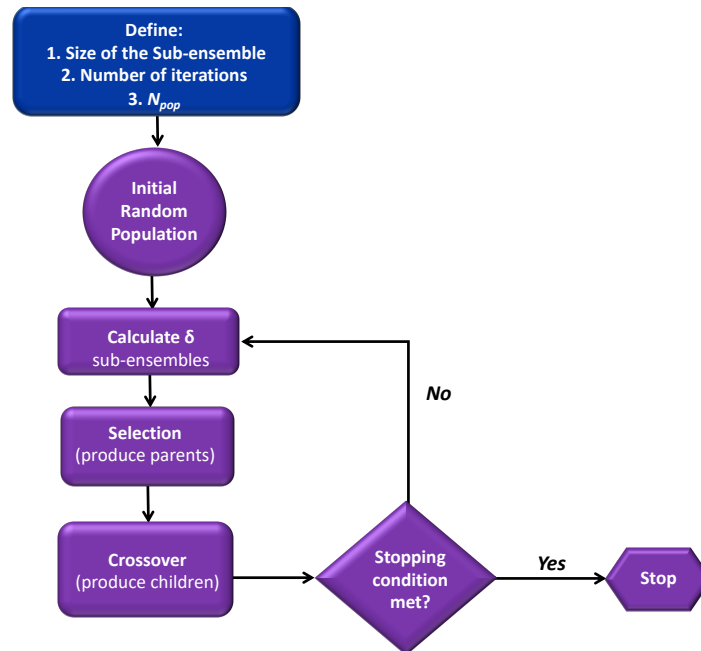 Define:
1. Size of the Sub-ensemble
2. Number of iterations
3. N_pop
Initial
Random
Population
Calculate δ
sub-ensembles
Selection
(produce parents)
Crossover
(produce children)
Stopping
condition
met?
No
Yes
Stop